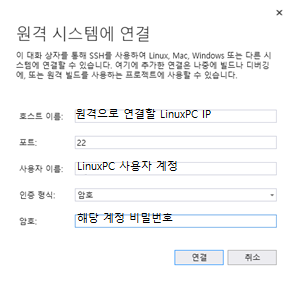 원격 시스템에 연결
이 대화 상자를 통해 SSH를 사용하여 Linux, Mac, Windows 또는 다른 시
스템에 연결할 수 있습니다. 여기에 추가한 연결은 나중에 빌드나 디버깅
에, 또는 원격 빌드를 사용하는 프로젝트에 사용할 수 있습니다.
호스트 이름: 원격으로 연결할 LinuxPC IP
포트: 22
사용자 이름: LinuxPC 사용자 계정
인증 형식: 암호
암호: 해당 계정 비밀번호
연결 취소